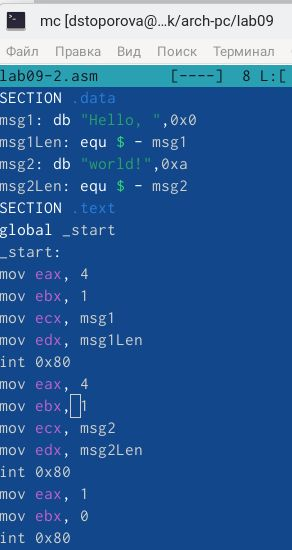 mc [dstoporova@...k/arch-pc/lab09
Файл Правка Вид Поиск Терминал
lab09-2.asm [----] 8 L:[
SECTION .data
msg1: db "Hello, ",0x0
msg1Len: equ $ - msg1
msg2: db "world!",0xa
msg2Len: equ $ - msg2
SECTION .text
global _start
_start:
mov eax, 4
mov ebx, 1
mov ecx, msg1
mov edx, msg1Len
int 0x80
mov eax, 4
mov ebx, 1
mov ecx, msg2
mov edx, msg2Len
int 0x80
mov eax, 1
mov ebx, 0
int 0x80